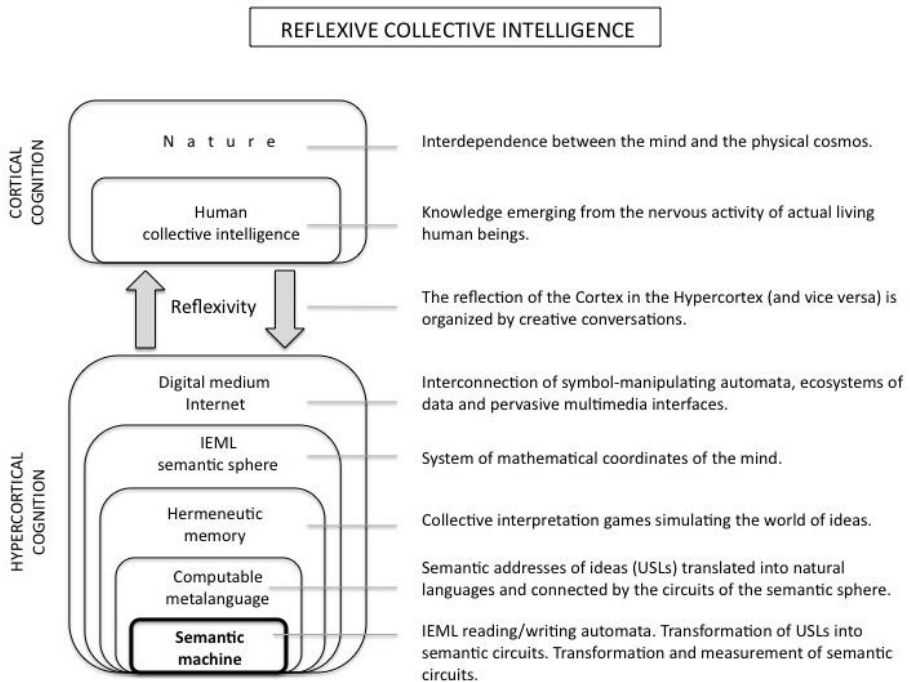 REFLEXIVE COLLECTIVE INTELLIGENCE
CORTICAL
COGNITION
N a t u r e
Interdependence between the mind and the physical cosmos.
Human
collective intelligence
Knowledge emerging from the nervous activity of actual living
human beings.
Reflexivity
The reflection of the Cortex in the Hypercortex (and vice versa) is
organized by creative conversations.
HYPERCORTICAL
COGNITION
Digital medium
Internet
Interconnection of symbol-manipulating automata, ecosystems of
data and pervasive multimedia interfaces.
IEML
semantic sphere
System of mathematical coordinates of the mind.
Hermeneutic
memory
Collective interpretation games simulating the world of ideas.
Computable
metalanguage
Semantic addresses of ideas (USLs) translated into natural
languages and connected by the circuits of the semantic sphere.
Semantic
machine
IEML reading/writing automata. Transformation of USLs into
semantic circuits. Transformation and measurement of semantic
circuits.